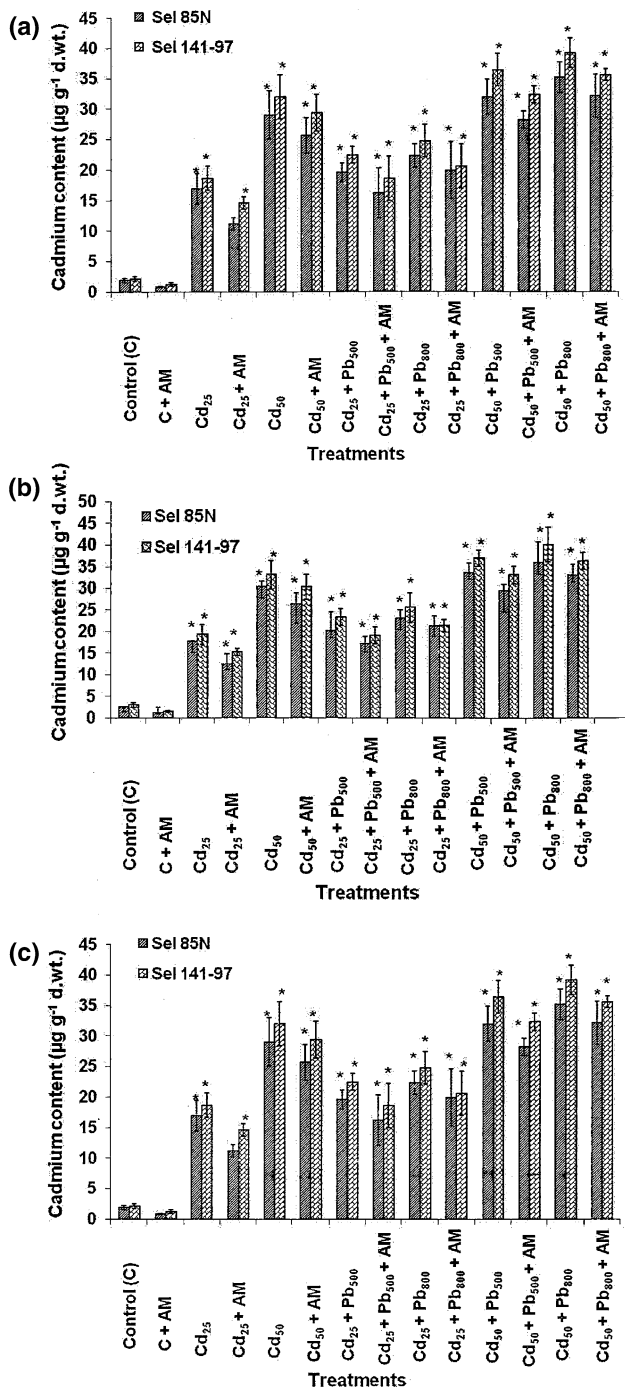 (a)
Cadmium content (µg g⁻¹ d.wt.)
45
40
35
30
25
20
15
10
5
0
Sel 85N
Sel 141-97
* * * * * * * * * * * * * * * * * * * * * * *
Control (C)
C + AM
Cd₂₅
Cd₂₅ + AM
Cd₅₀
Cd₅₀ + AM
Cd₂₅ + Pb₅₀₀
Cd₂₅ + Pb₅₀₀ + AM
Cd₂₅ + Pb₈₀₀
Cd₂₅ + Pb₈₀₀ + AM
Cd₅₀ + Pb₅₀₀
Cd₅₀ + Pb₅₀₀ + AM
Cd₅₀ + Pb₈₀₀
Cd₅₀ + Pb₈₀₀ + AM
Treatments
(b)
Cadmium content (µg g⁻¹ d.wt.)
50
45
40
35
30
25
20
15
10
5
0
Sel 85N
Sel 141-97
* * * * * * * * * * * * * * * * * * * * * * * *
Control (C)
C + AM
Cd₂₅
Cd₂₅ + AM
Cd₅₀
Cd₅₀ + AM
Cd₂₅ + Pb₅₀₀
Cd₂₅ + Pb₅₀₀ + AM
Cd₂₅ + Pb₈₀₀
Cd₂₅ + Pb₈₀₀ + AM
Cd₅₀ + Pb₅₀₀
Cd₅₀ + Pb₅₀₀ + AM
Cd₅₀ + Pb₈₀₀
Cd₅₀ + Pb₈₀₀ + AM
Treatments
(c)
Cadmium content (µg g⁻¹ d.wt.)
45
40
35
30
25
20
15
10
5
0
Sel 85N
Sel 141-97
* * * * * * * * * * * * * * * * * * * * * * *
Control (C)
C + AM
Cd₂₅
Cd₂₅ + AM
Cd₅₀
Cd₅₀ + AM
Cd₂₅ + Pb₅₀₀
Cd₂₅ + Pb₅₀₀ + AM
Cd₂₅ + Pb₈₀₀
Cd₂₅ + Pb₈₀₀ + AM
Cd₅₀ + Pb₅₀₀
Cd₅₀ + Pb₅₀₀ + AM
Cd₅₀ + Pb₈₀₀
Cd₅₀ + Pb₈₀₀ + AM
Treatments